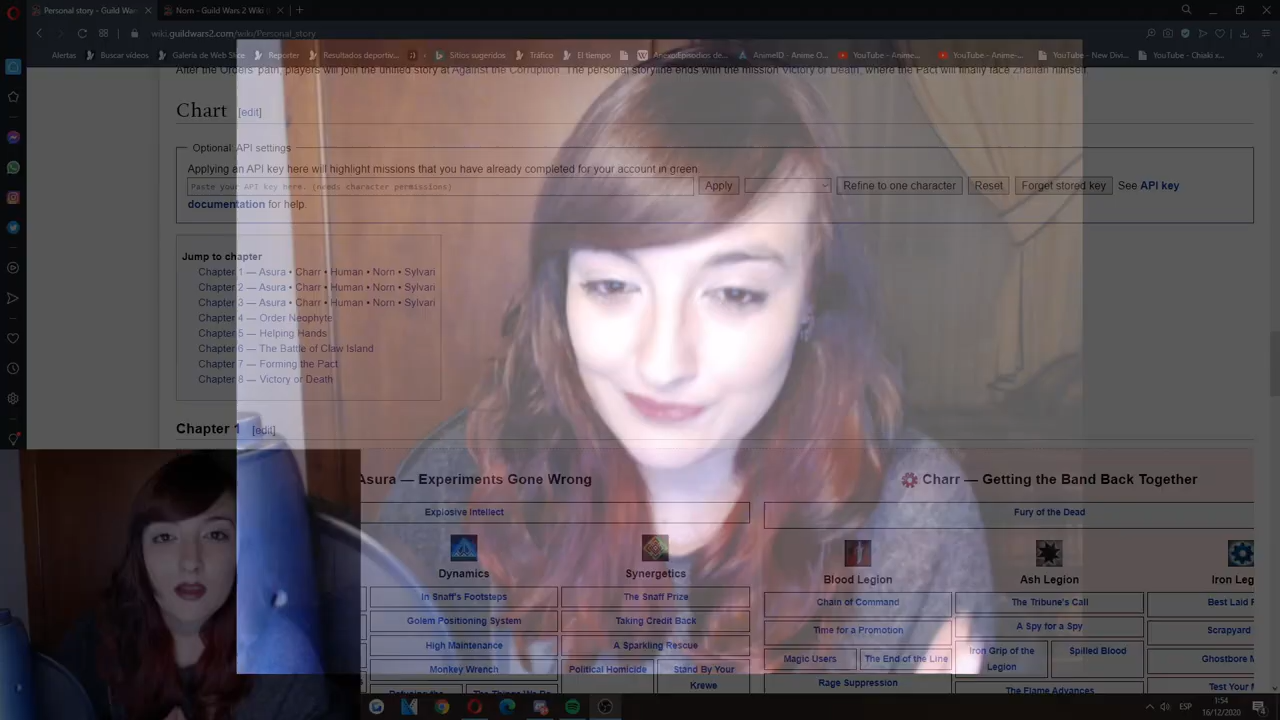 Personal story - Guild War
Norn - Guild Wars 2 Wiki
wiki.guildwars2.com/wiki/Personal_story
Alertas
Buscar vídeos
Galería de Web Slice
Reporter
Resultados deportiv...
Sitios sugeridos
Tráfico
El tiempo
AnimeID - Anime O...
YouTube - Anime-...
YouTube - Anime-...
YouTube - New Divi...
YouTube - Chiaki x...
After the Orders' path, players will join the unified story at Against the Corruption. The personal storyline ends with the mission Victory or Death, where the Pact will finally face Zhaitan himself.
Chart [edit]
Optional: API settings
Applying an API key here will highlight missions that you have already completed for your account in green.
Paste your API key here. (needs character permissions)
Apply
Refine to one character
Reset
Forget stored key
See API key
documentation for help.
Jump to chapter
Chapter 1 — Asura • Charr • Human • Norn • Sylvari
Chapter 2 — Asura • Charr • Human • Norn • Sylvari
Chapter 3 — Asura • Charr • Human • Norn • Sylvari
Chapter 4 — Order Neophyte
Chapter 5 — Helping Hands
Chapter 6 — The Battle of Claw Island
Chapter 7 — Forming the Pact
Chapter 8 — Victory or Death
Chapter 1 [edit]
Asura — Experiments Gone Wrong
Charr — Getting the Band Back Together
Explosive Intellect
Fury of the Dead
Dynamics
Synergetics
Blood Legion
Ash Legion
Iron Leg
In Snaff's Footsteps
The Snaff Prize
Chain of Command
The Tribune's Call
Best Laid
Golem Positioning System
Taking Credit Back
Time for a Promotion
A Spy for a Spy
Scrapyard
High Maintenance
A Sparkling Rescue
Magic Users
The End of the Line
Iron Grip of the
Legion
Spilled Blood
Ghostbore
Monkey Wrench
Political Homicide
Stand By Your
Krewe
Rage Suppression
The Flame Advances
Test Your
ESP
1:54
16/12/2020